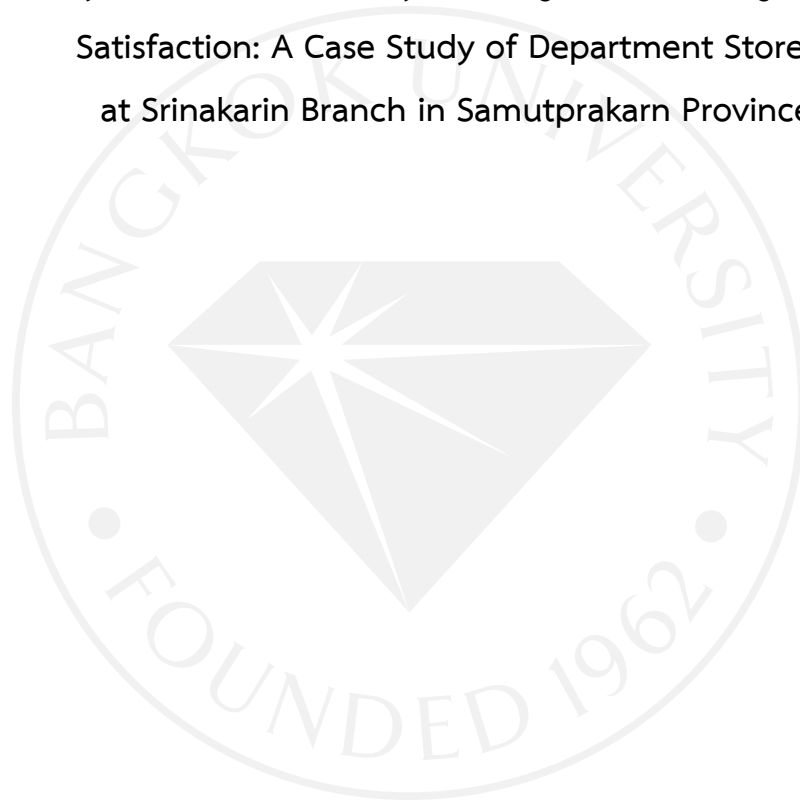 Satisfaction: A Case Study of Department Store
at Srinakarin Branch in Samutprakarn Province
BANGKOK UNIVERSITY
FOUNDED 1962